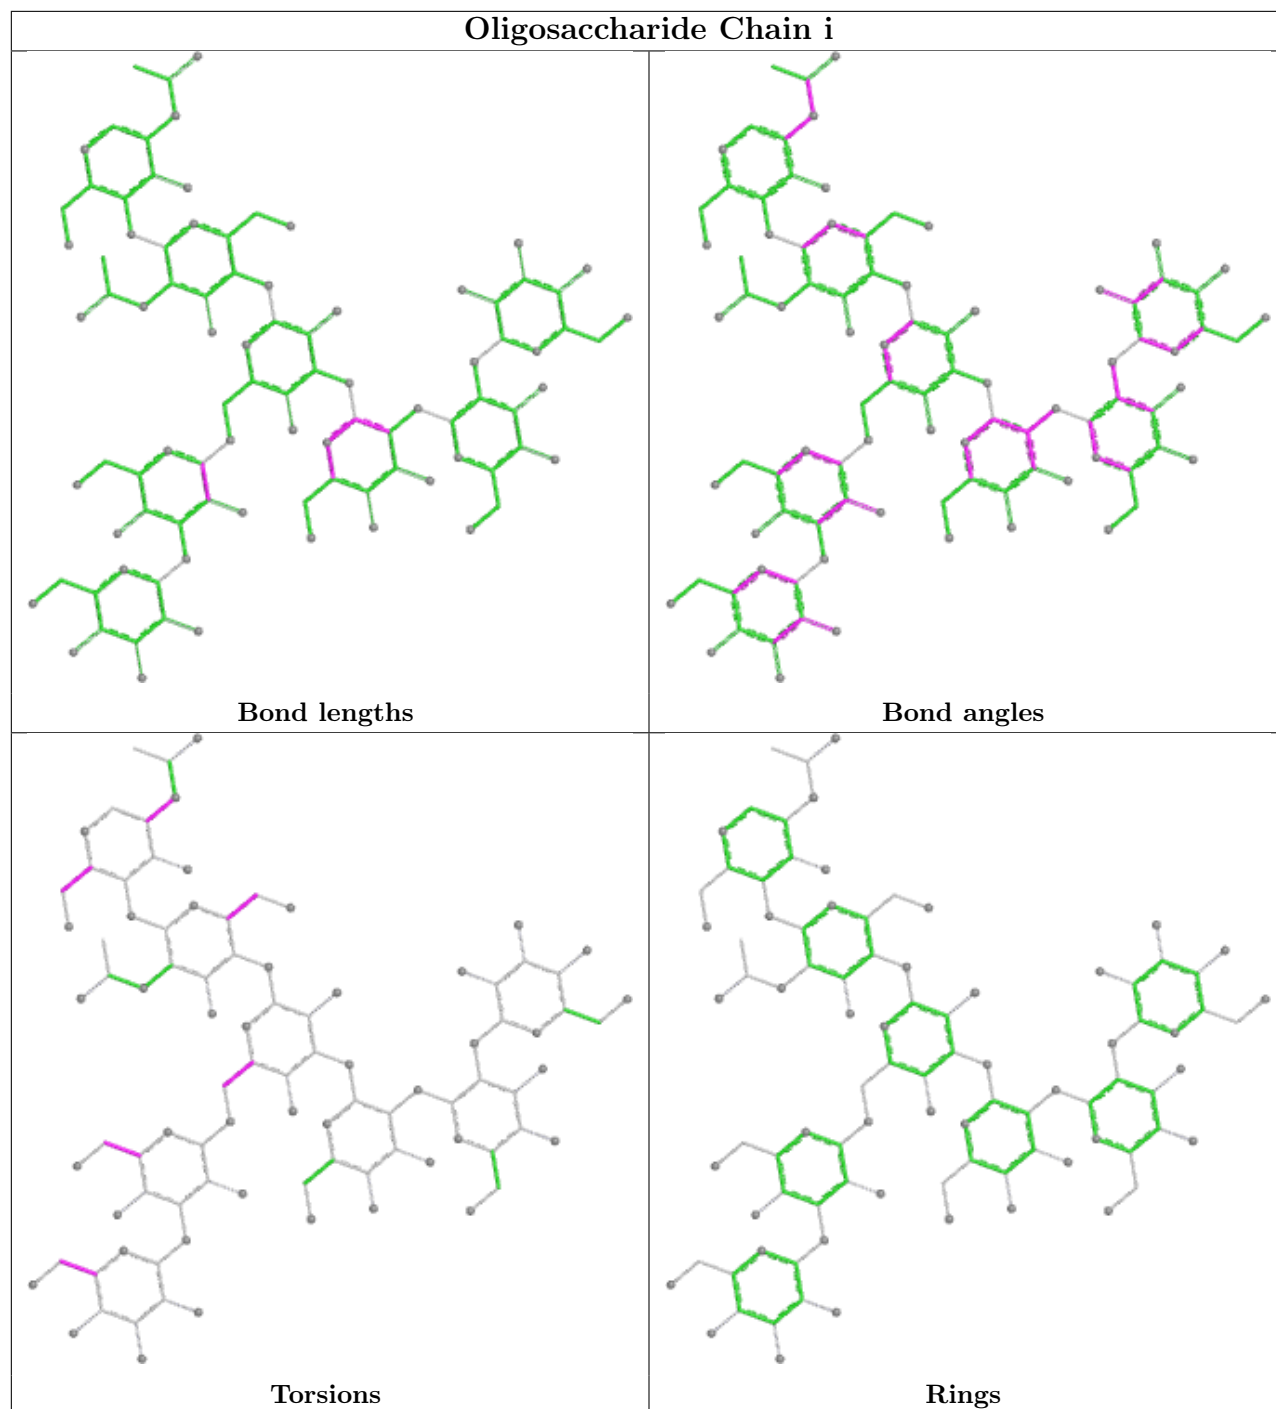 Oligosaccharide Chain i
Bond lengths
Bond angles
Torsions
Rings